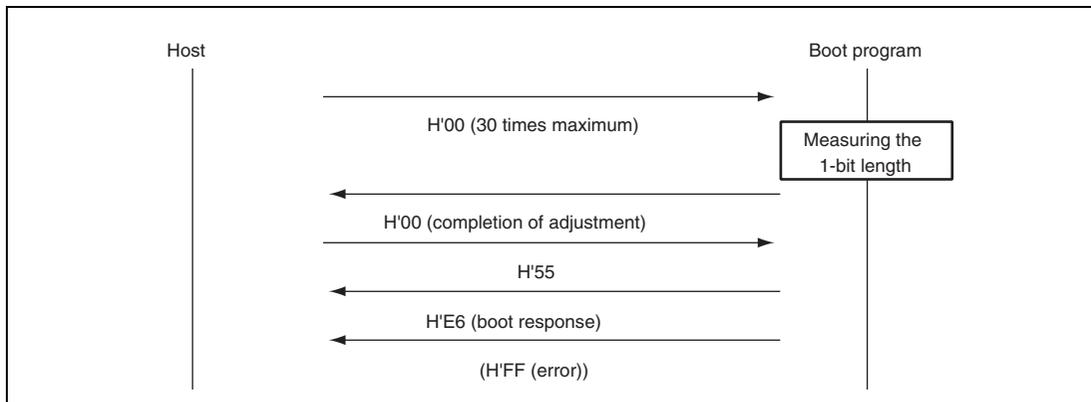 Host
Boot program
H'00 (30 times maximum)
Measuring the
1-bit length
H'00 (completion of adjustment)
H'55
H'E6 (boot response)
(H'FF (error))